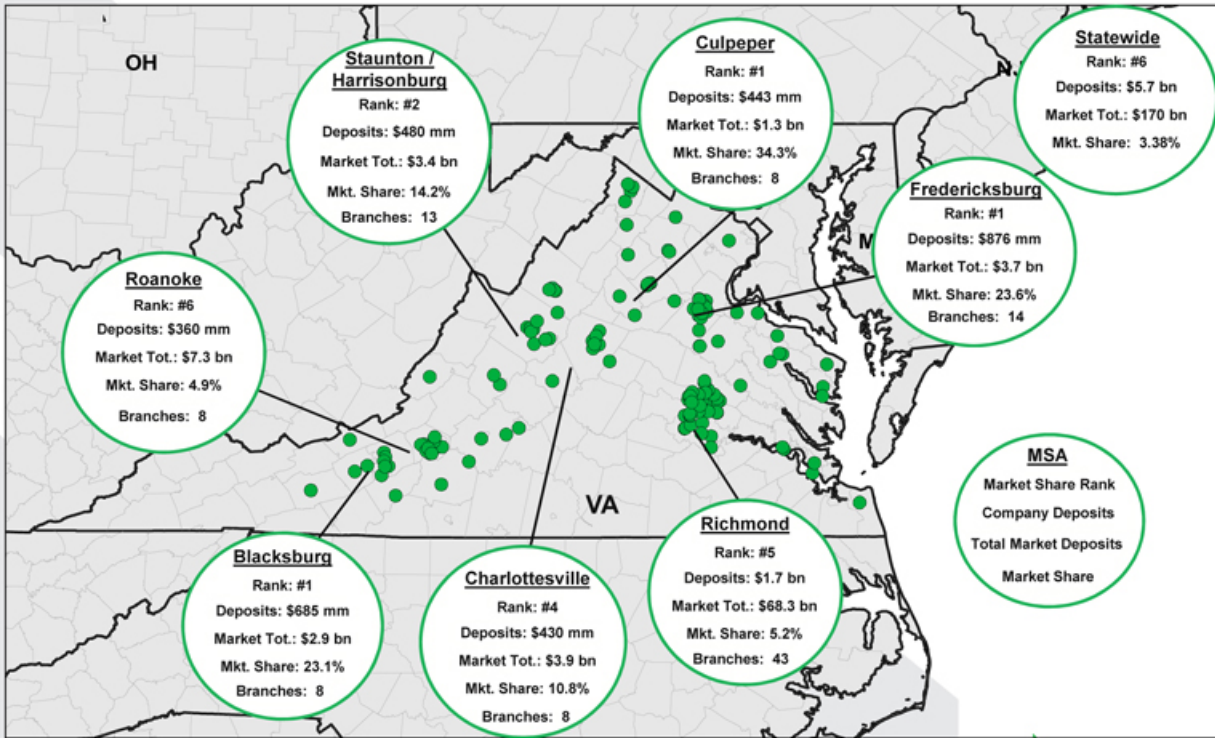 OH
Staunton /
Harrisonburg
Rank: #2
Deposits: $480 mm
Market Tot.: $3.4 bn
Mkt. Share: 14.2%
Branches: 13
Culpeper
Rank: #1
Deposits: $443 mm
Market Tot.: $1.3 bn
Mkt. Share: 34.3%
Branches: 8
Statewide
Rank: #6
Deposits: $5.7 bn
Market Tot.: $170 bn
Mkt. Share: 3.38%
Fredericksburg
Rank: #1
Deposits: $876 mm
Market Tot.: $3.7 bn
Mkt. Share: 23.6%
Branches: 14
Roanoke
Rank: #6
Deposits: $360 mm
Market Tot.: $7.3 bn
Mkt. Share: 4.9%
Branches: 8
VA
MSA
Market Share Rank
Company Deposits
Total Market Deposits
Market Share
Blacksburg
Rank: #1
Deposits: $685 mm
Market Tot.: $2.9 bn
Mkt. Share: 23.1%
Branches: 8
Charlottesville
Rank: #4
Deposits: $430 mm
Market Tot.: $3.9 bn
Mkt. Share: 10.8%
Branches: 8
Richmond
Rank: #5
Deposits: $1.7 bn
Market Tot.: $68.3 bn
Mkt. Share: 5.2%
Branches: 43